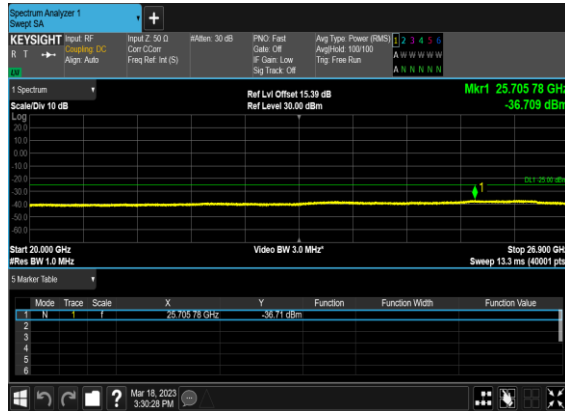 Spectrum Analyzer 1
Swept SA
+
KEYSIGHT Input: RF Input Z: 50 Ω #Atten: 30 dB PNO: Fast Avg Type: Power (RMS) 1 2 3 4 5 6
R T Coupling: DC Corr CCorr Gate: Off Avg|Hold: 100/100 A W W W W W
Align: Auto Freq Ref: Int (S) IF Gain: Low Trig: Free Run
Sig Track: Off A N N N N N
1 Spectrum
Ref Lvl Offset 15.39 dB Mkr1 25.705 78 GHz
Scale/Div 10 dB Ref Level 30.00 dBm -36.709 dBm
Log
20.0
10.0
0.00
-10.0
-20.0
DL1 -25.00 dBm
1
-30.0
-40.0
-50.0
-60.0
Start 20.000 GHz Video BW 3.0 MHz* Stop 26.900 GHz
#Res BW 1.0 MHz Sweep 13.3 ms (40001 pts
5 Marker Table
Mode Trace Scale X Y Function Function Width Function Value
1 N 1 f 25.705 78 GHz -36.71 dBm
2
3
4
5
6
? Mar 18, 2023
3:30:28 PM